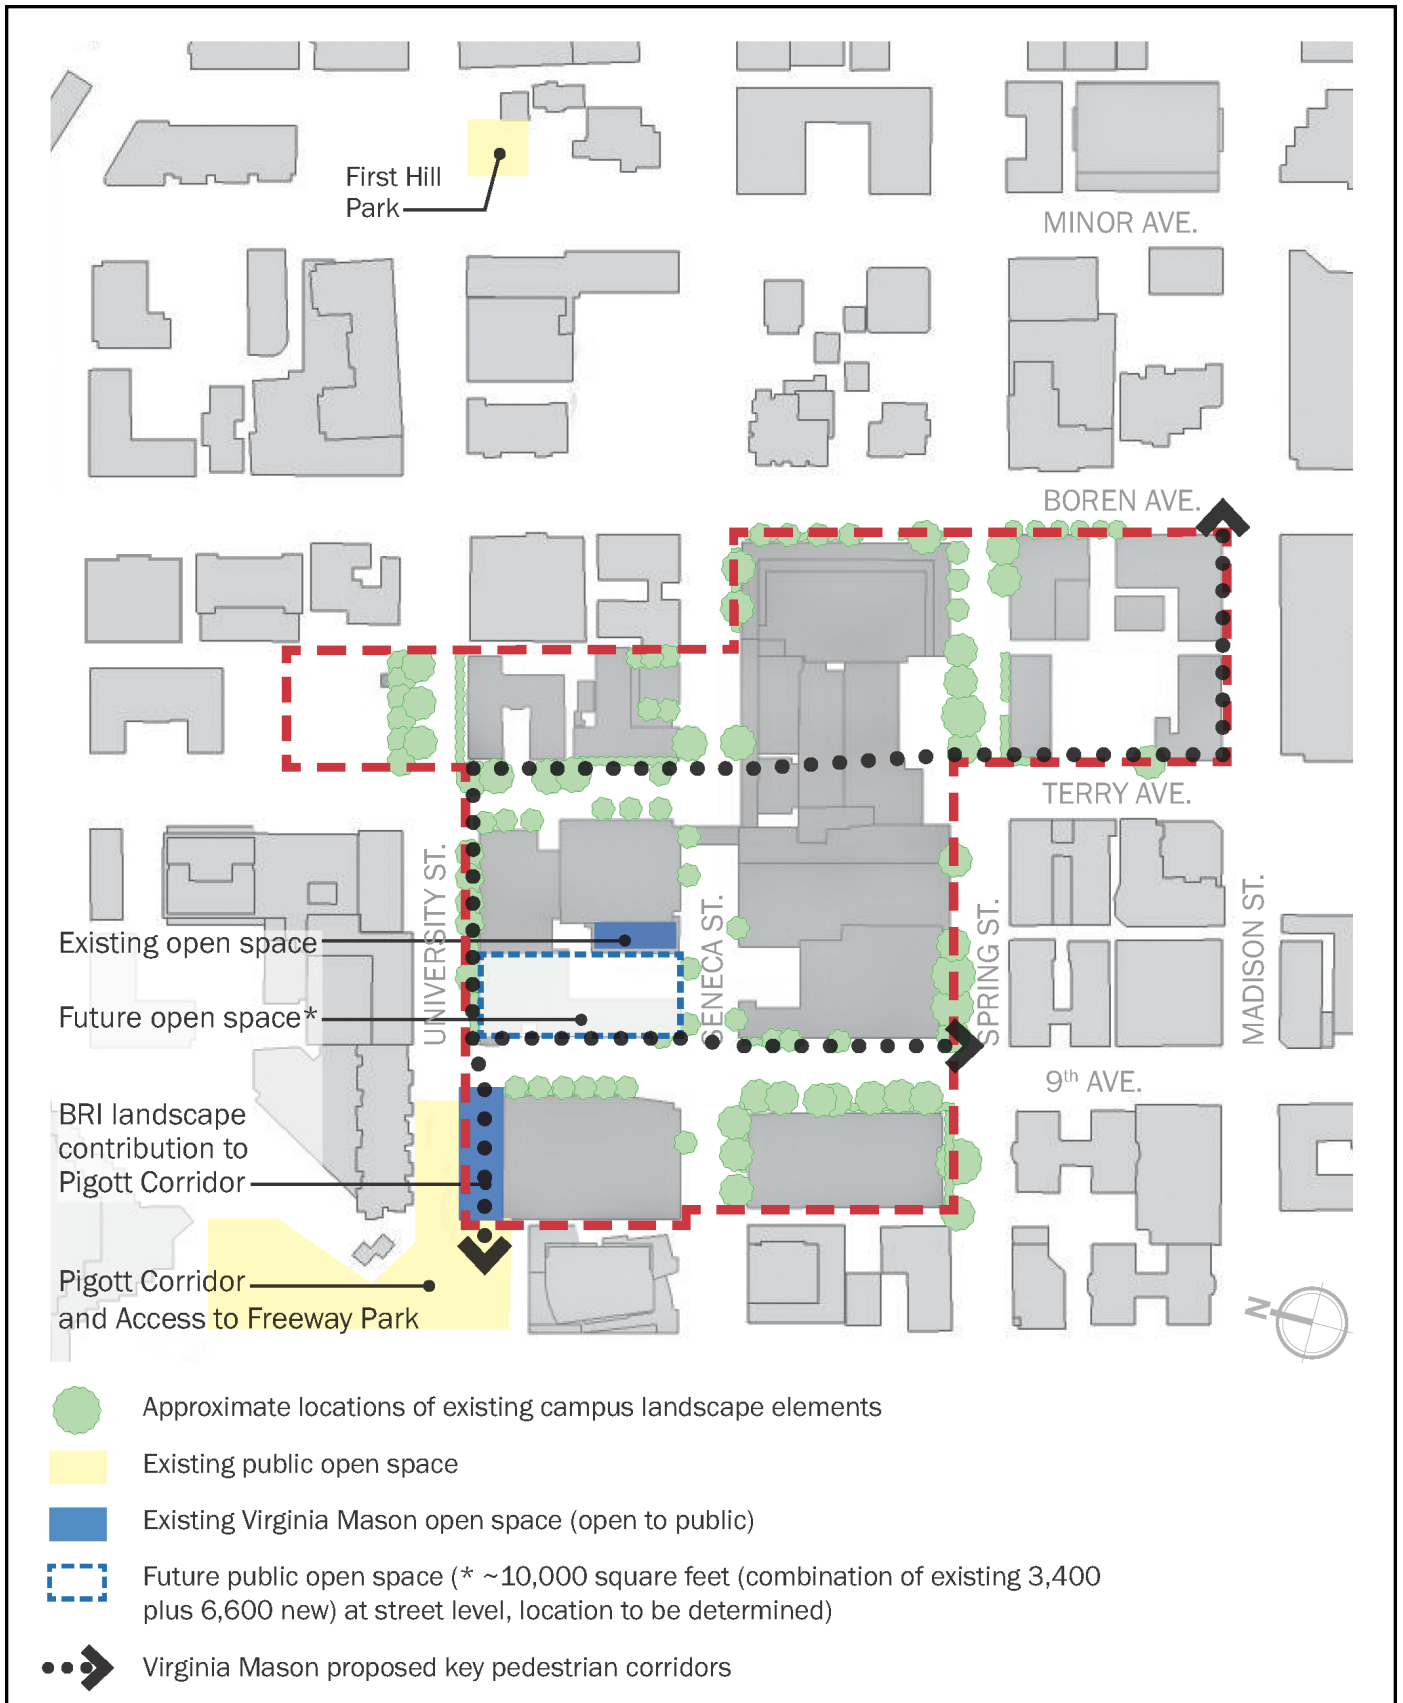 First Hill
Park
MINOR AVE.
BOREN AVE.
TERRY AVE.
UNIVERSITY ST.
SENECA ST.
SPRING ST.
MADISON ST.
Existing open space
Future open space*
9th AVE.
BRI landscape
contribution to
Pigott Corridor
Pigott Corridor
and Access to Freeway Park
N
Approximate locations of existing campus landscape elements
Existing public open space
Existing Virginia Mason open space (open to public)
Future public open space (* ~10,000 square feet (combination of existing 3,400
plus 6,600 new) at street level, location to be determined)
Virginia Mason proposed key pedestrian corridors